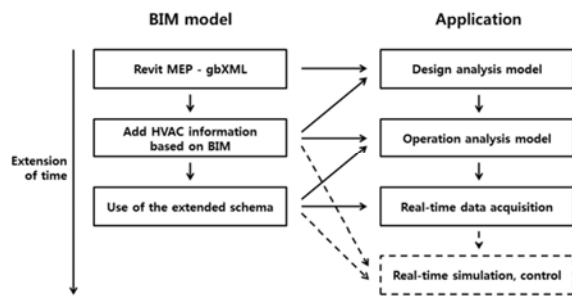 BIM model
Application
Revit MEP - gbXML
Design analysis model
Add HVAC information
based on BIM
Operation analysis model
Extension
of time
Use of the extended schema
Real-time data acquisition
Real-time simulation, control